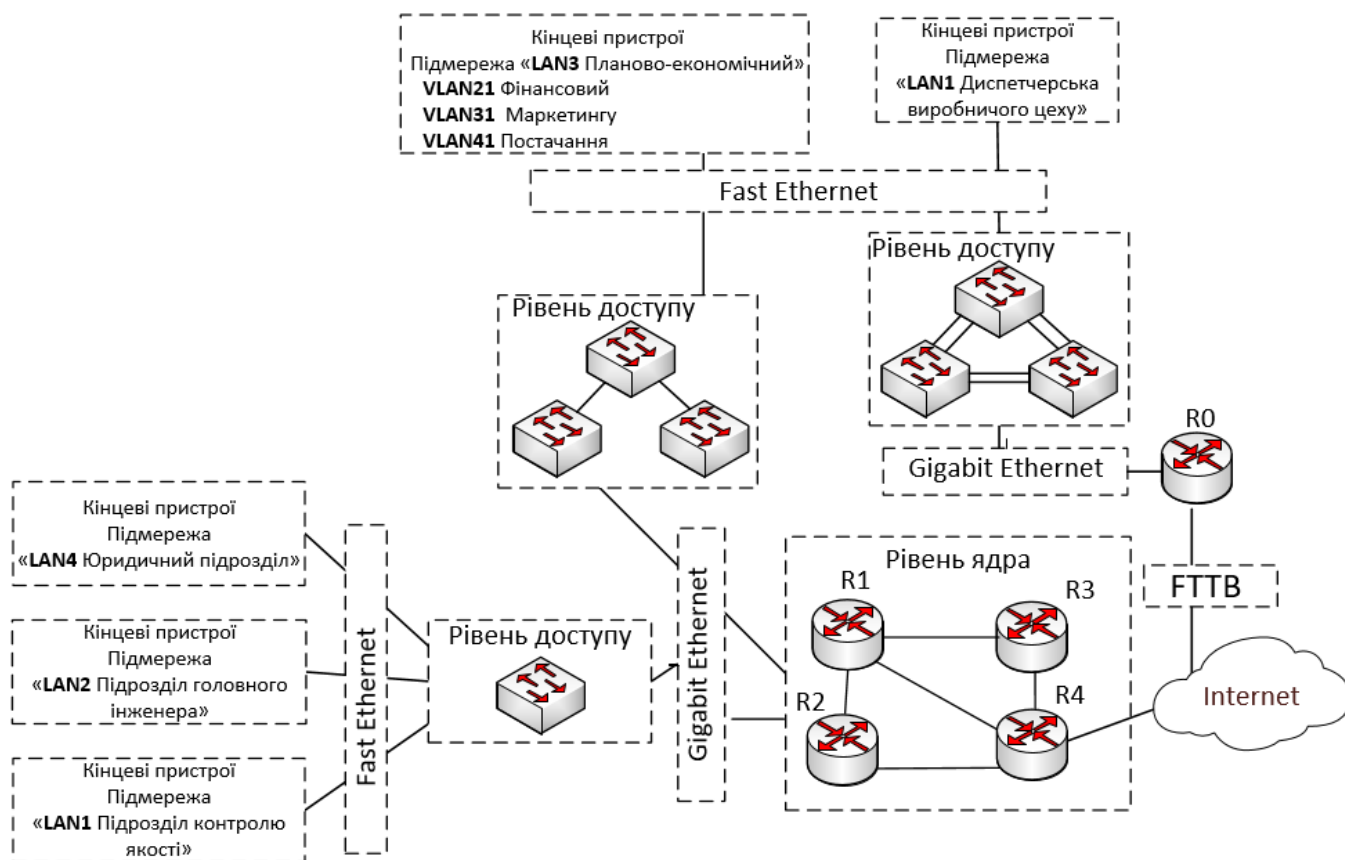 Кінцеві пристрої
Підмережа «LAN3 Планово-економічний»
VLAN21 Фінансовий
VLAN31 Маркетингу
VLAN41 Постачання
Кінцеві пристрої
Підмережа
«LAN1 Диспетчерська
виробничого цеху»
Fast Ethernet
Рівень доступу
Рівень доступу
Gigabit Ethernet
R0
FTTB
Internet
Кінцеві пристрої
Підмережа
«LAN4 Юридичний підрозділ»
Кінцеві пристрої
Підмережа
«LAN2 Підрозділ головного
інженера»
Кінцеві пристрої
Підмережа
«LAN1 Підрозділ контролю
якості»
Fast Ethernet
Рівень доступу
Gigabit Ethernet
Рівень ядра
R1
R3
R2
R4